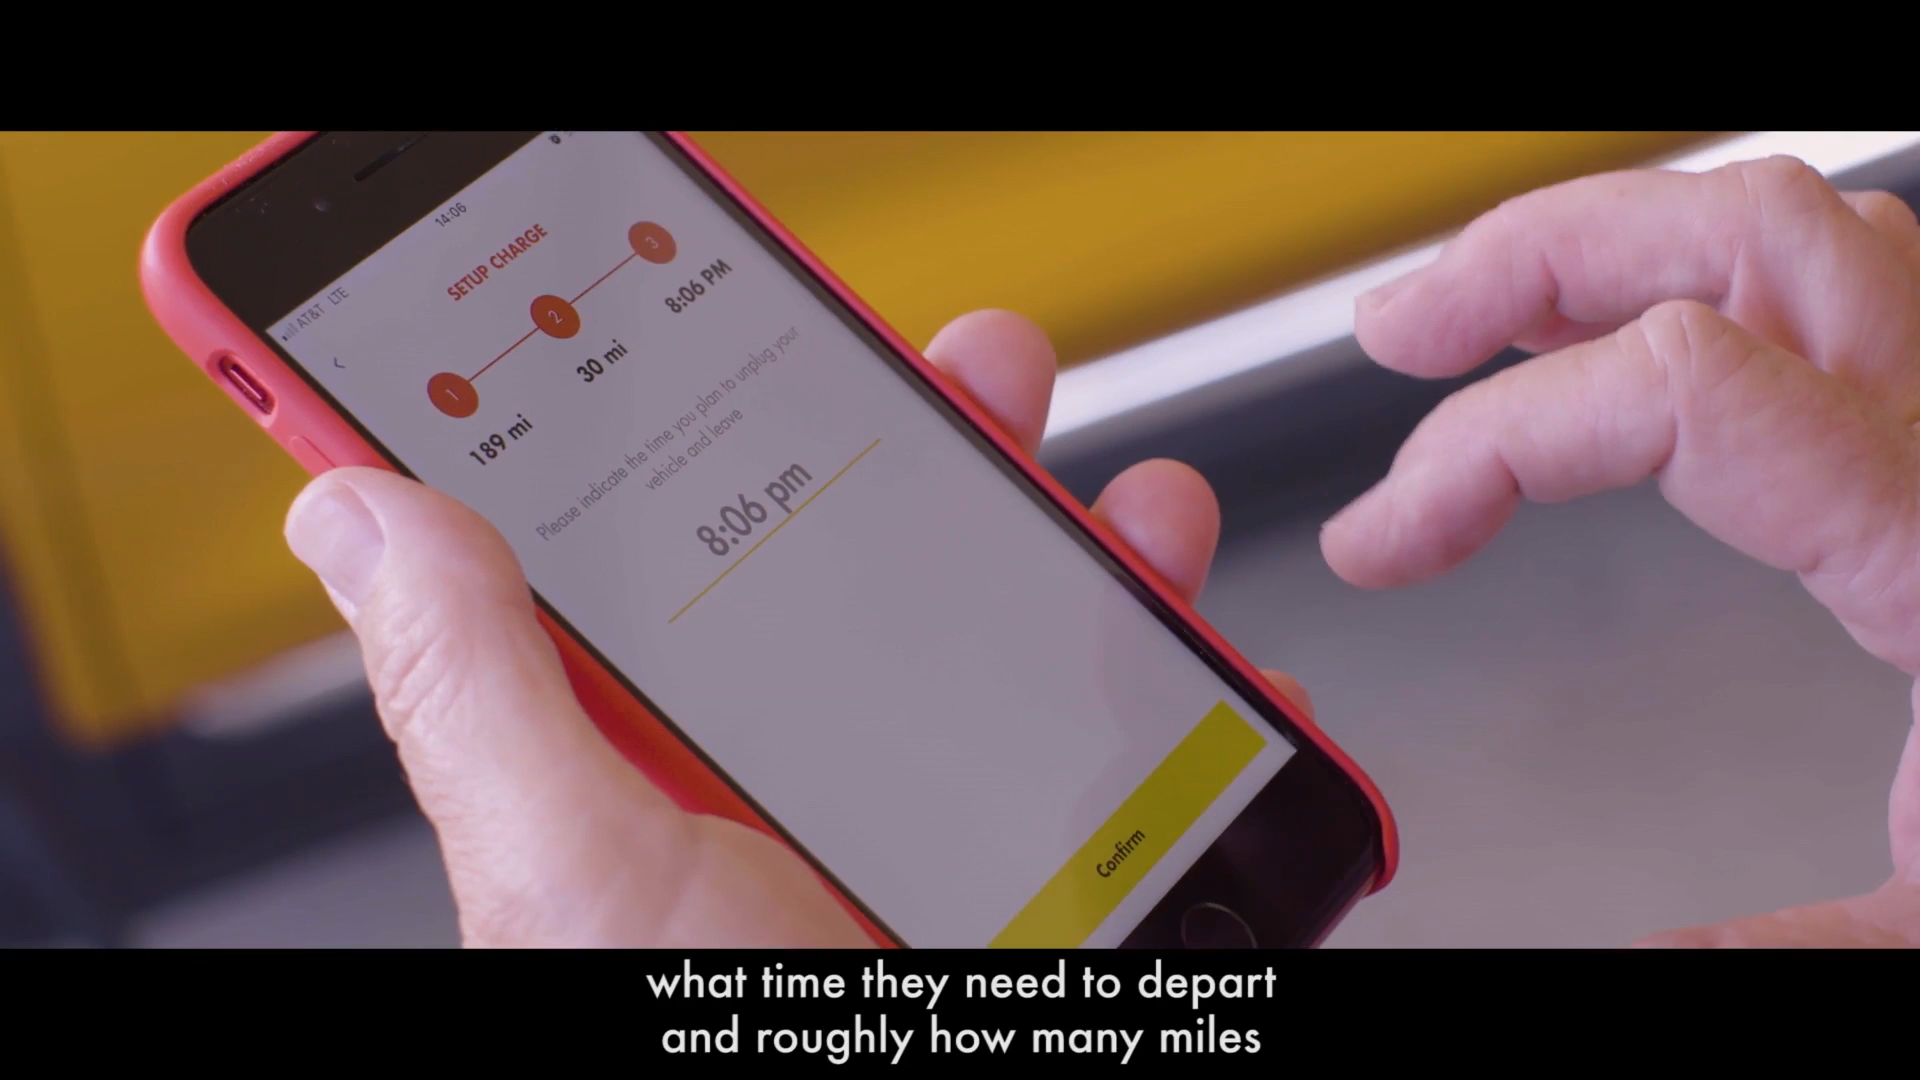 AT&T LTE
14:06
SETUP CHARGE
1
2
3
189 mi
30 mi
8:06 PM
Please indicate the time you plan to unplug your
vehicle and leave
8:06 pm
Confirm
what time they need to depart
and roughly how many miles